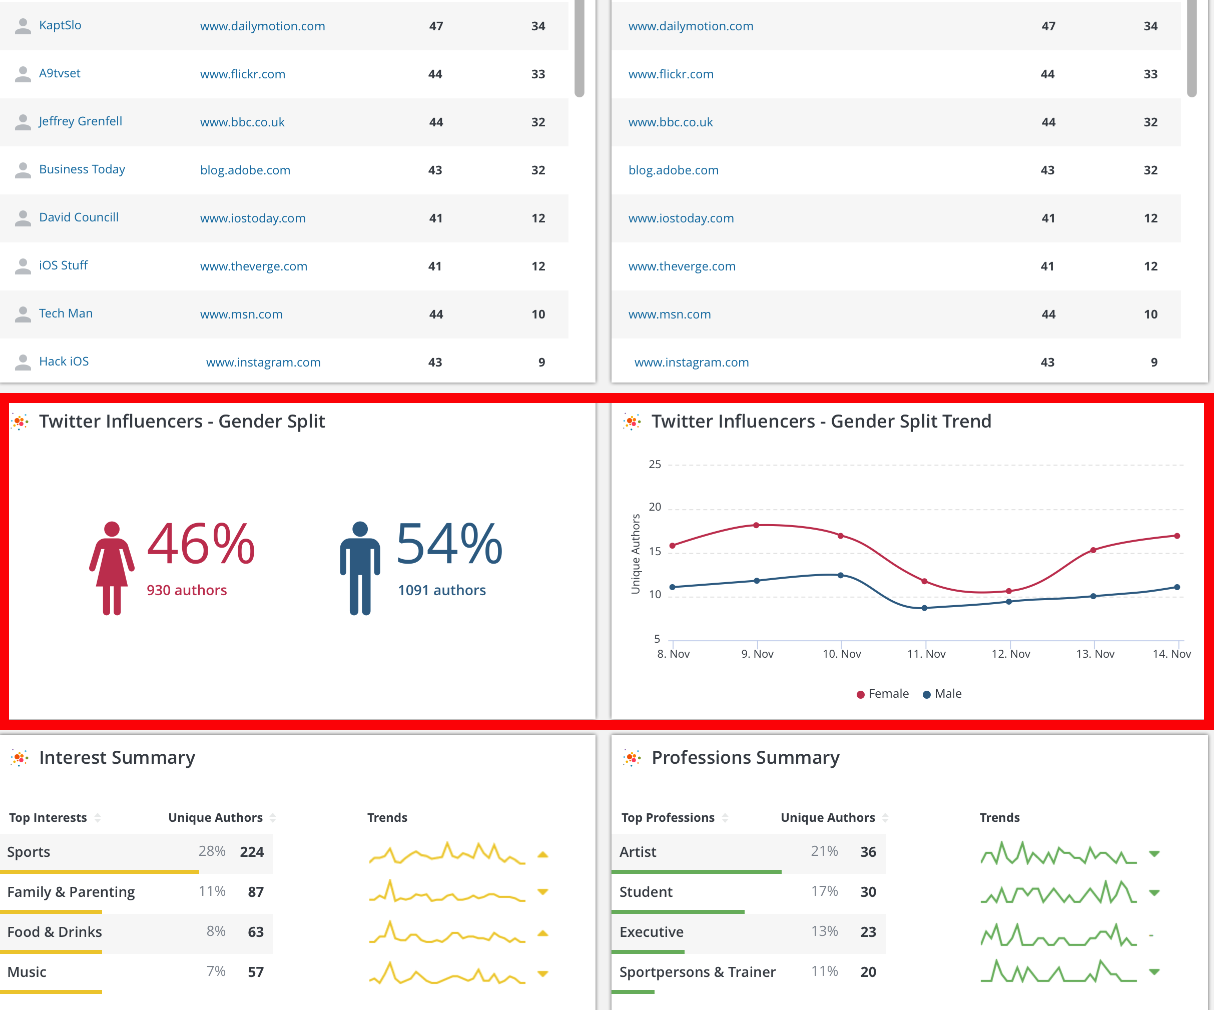 KaptSlo www.dailymotion.com 47 34
A9tvset www.flickr.com 44 33
Jeffrey Grenfell www.bbc.co.uk 44 32
Business Today blog.adobe.com 43 32
David Councill www.iostoday.com 41 12
iOS Stuff www.theverge.com 41 12
Tech Man www.msn.com 44 10
Hack iOS www.instagram.com 43 9
www.dailymotion.com 47 34
www.flickr.com 44 33
www.bbc.co.uk 44 32
blog.adobe.com 43 32
www.iostoday.com 41 12
www.theverge.com 41 12
www.msn.com 44 10
www.instagram.com 43 9
Twitter Influencers - Gender Split
46%
930 authors
54%
1091 authors
Twitter Influencers - Gender Split Trend
Unique Authors
25
20
15
10
5
8. Nov 9. Nov 10. Nov 11. Nov 12. Nov 13. Nov 14. Nov
Female Male
Interest Summary
Top Interests Unique Authors Trends
Sports 28% 224
Family & Parenting 11% 87
Food & Drinks 8% 63
Music 7% 57
Professions Summary
Top Professions Unique Authors Trends
Artist 21% 36
Student 17% 30
Executive 13% 23 -
Sportpersons & Trainer 11% 20